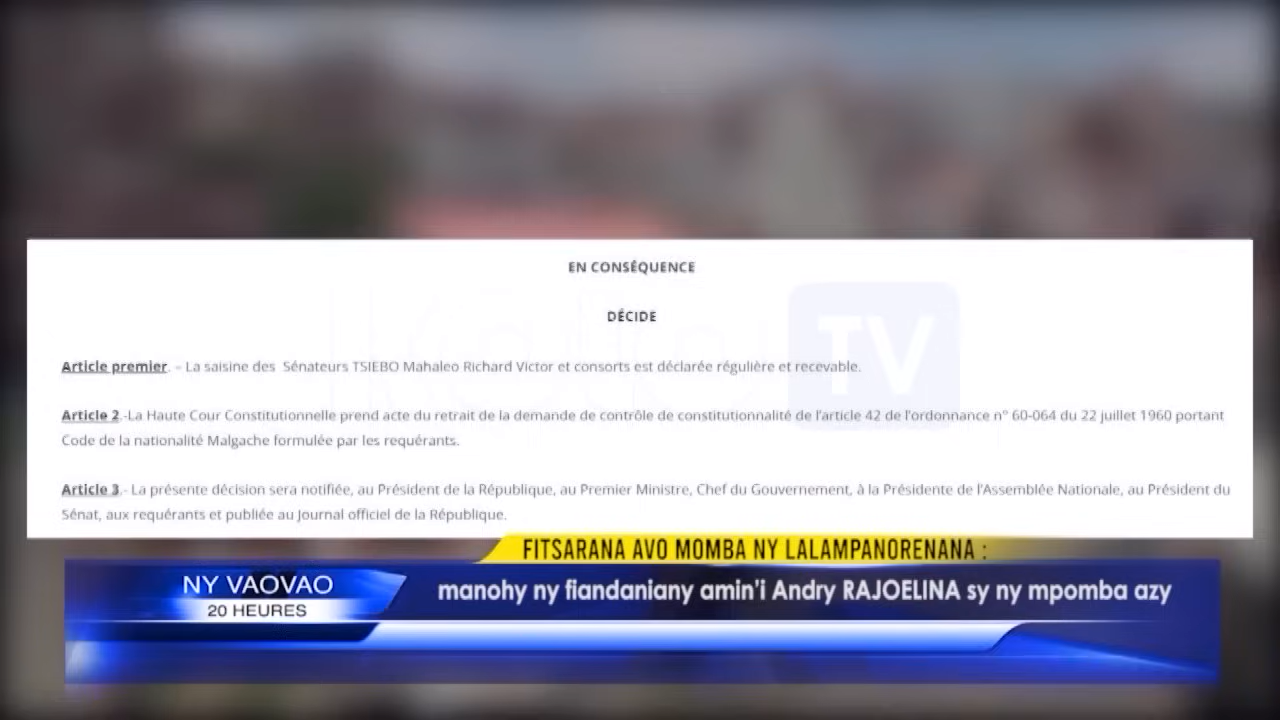 EN CONSÉQUENCE
DÉCIDE
Article premier. – La saisine des Sénateurs TSIEBO Mahaleo Richard Victor et consorts est déclarée régulière et recevable.
Article 2.-La Haute Cour Constitutionnelle prend acte du retrait de la demande de contrôle de constitutionnalité de l'article 42 de l'ordonnance n° 60-064 du 22 juillet 1960 portant
Code de la nationalité Malgache formulée par les requérants.
Article 3.- La présente décision sera notifiée, au Président de la République, au Premier Ministre, Chef du Gouvernement, à la Présidente de l'Assemblée Nationale, au Président du
Sénat, aux requérants et publiée au Journal officiel de la République.
TV
FITSARANA AVO MOMBA NY LALAMPANORENANA :
NY VAOVAO
20 HEURES
manohy ny fiandaniany amin'i Andry RAJOELINA sy ny mpomba azy